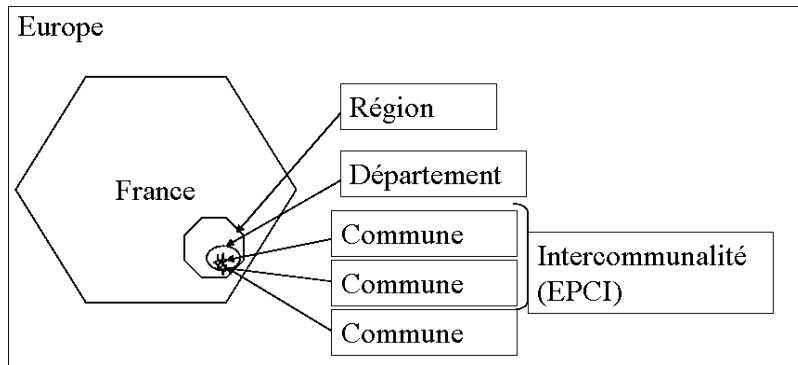 Europe
Région
France
Département
Commune
Intercommunalité
(EPCI)
Commune
Commune